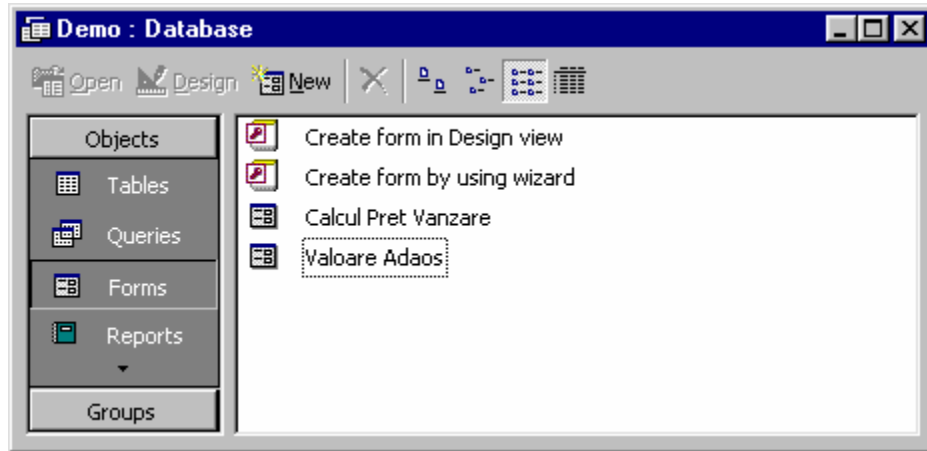 Demo : Database
Open Design New
Objects
Tables
Queries
Forms
Reports
Groups
Create form in Design view
Create form by using wizard
Calcul Pret Vanzare
Valoare Adaos